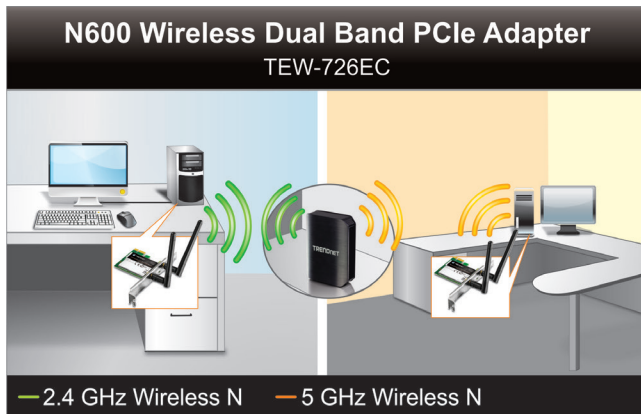 N600 Wireless Dual Band PCIe Adapter
TEW-726EC
TRENDNET
2.4 GHz Wireless N
5 GHz Wireless N